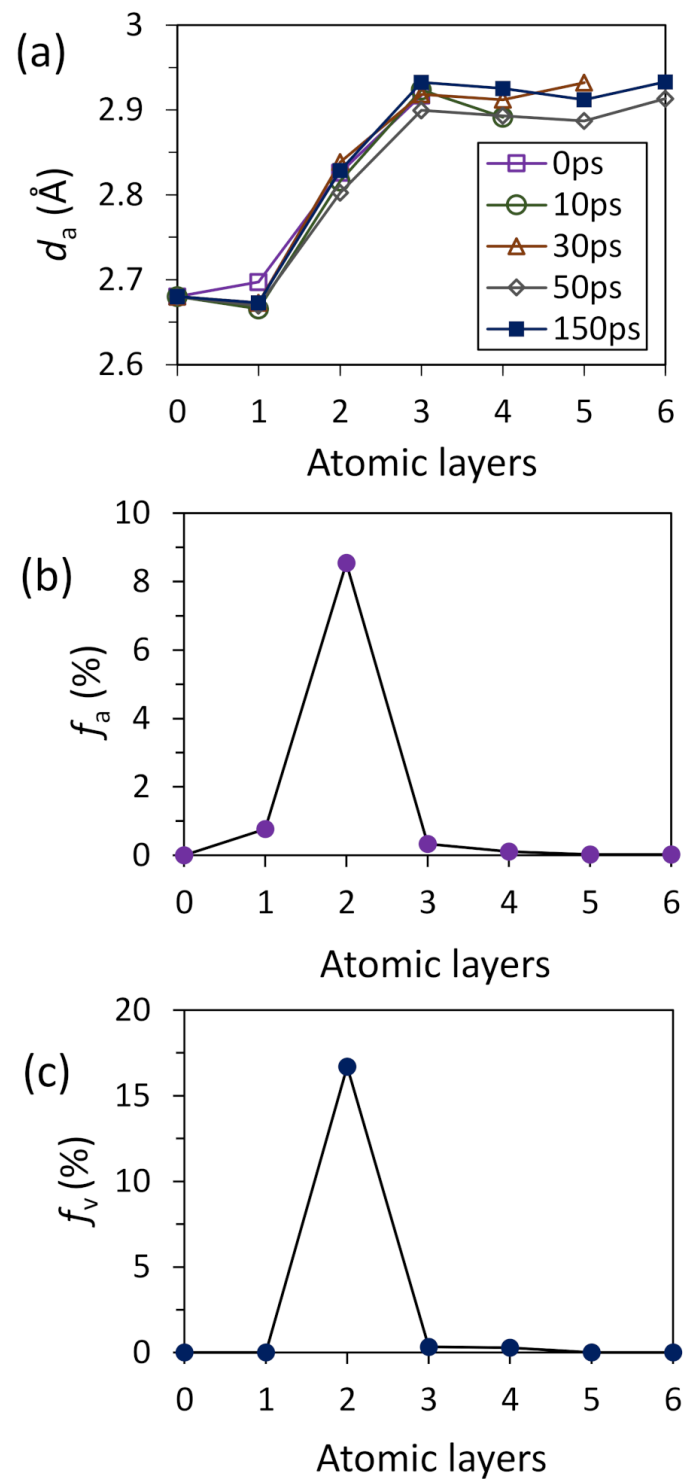 (a)
3
2.9
2.8
2.7
2.6
d_a (Å)
0ps
10ps
30ps
50ps
150ps
0 1 2 3 4 5 6
Atomic layers
(b)
10
8
6
4
2
0
f_a (%)
0 1 2 3 4 5 6
Atomic layers
(c)
20
15
10
5
0
f_v (%)
0 1 2 3 4 5 6
Atomic layers